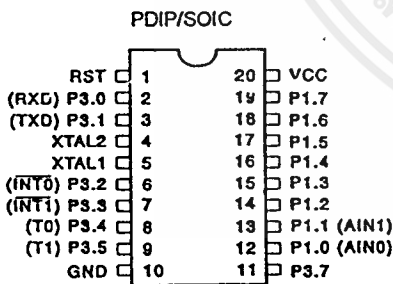 PDIP/SOIC
RST 1 20 VCC
(RXD) P3.0 2 19 P1.7
(TXD) P3.1 3 18 P1.6
XTAL2 4 17 P1.5
XTAL1 5 16 P1.4
(I̅N̅T̅0̅) P3.2 6 15 P1.3
(I̅N̅T̅1̅) P3.3 7 14 P1.2
(T0) P3.4 8 13 P1.1 (AIN1)
(T1) P3.5 9 12 P1.0 (AIN0)
GND 10 11 P3.7